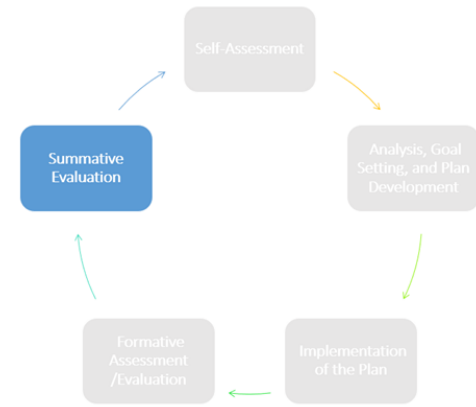 Self-Assessment
Analysis, Goal
Setting, and Plan
Development
Implementation
of the Plan
Formative
Assessment
/Evaluation
Summative
Evaluation